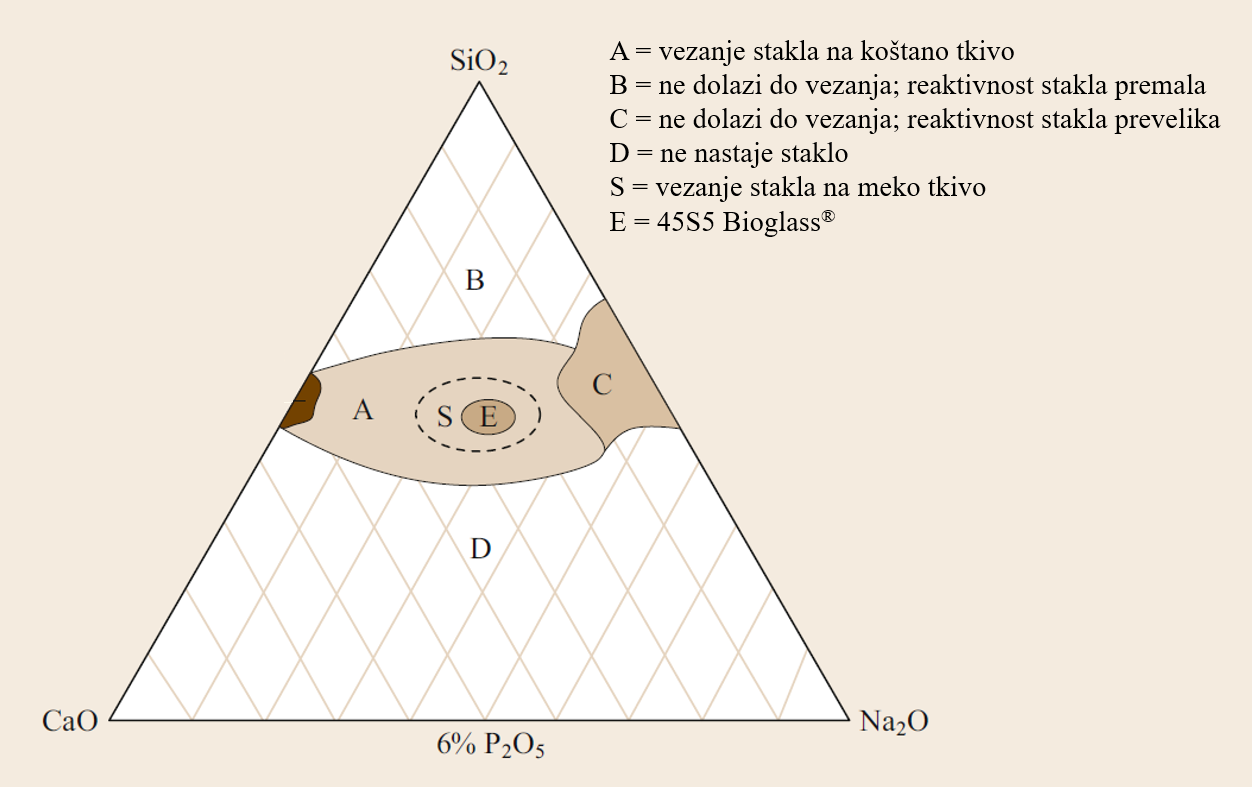 SiO₂
A = vezanje stakla na koštano tkivo
B = ne dolazi do vezanja; reaktivnost stakla premala
C = ne dolazi do vezanja; reaktivnost stakla prevelika
D = ne nastaje staklo
S = vezanje stakla na meko tkivo
E = 45S5 Bioglass®
B
C
A
S
E
D
CaO
Na₂O
6% P₂O₅